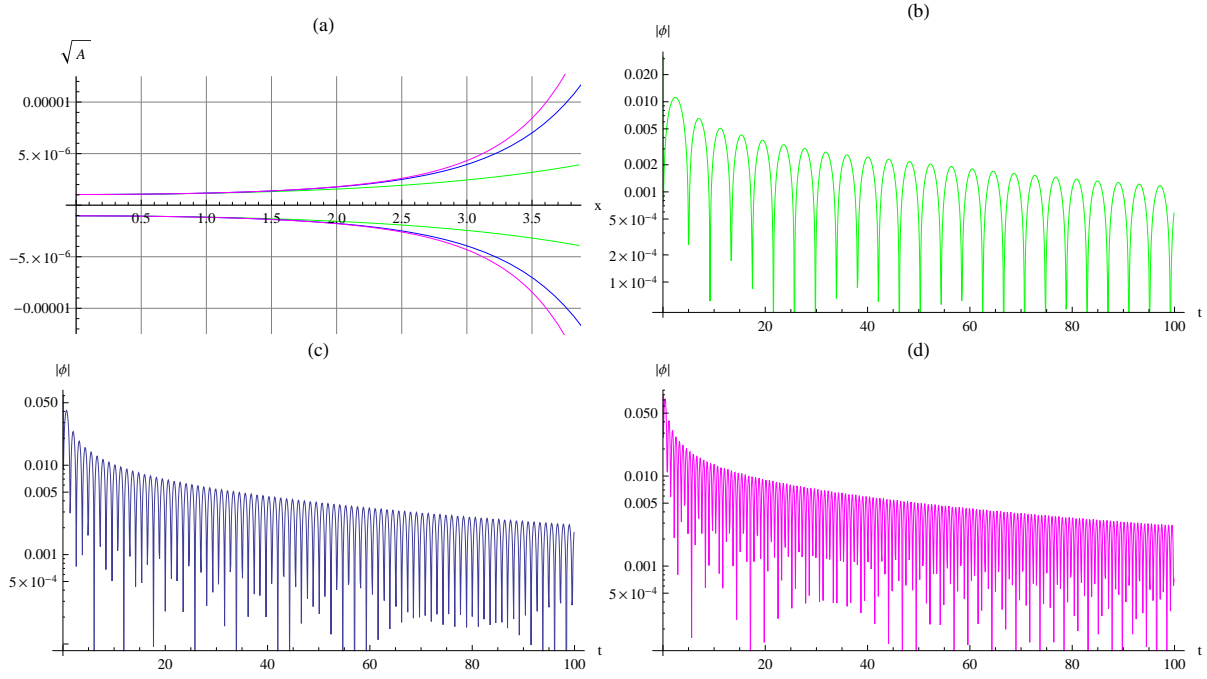 (a)
√A
0.00001
5.×10⁻⁶
0.5 1.0 1.5 2.0 2.5 3.0 3.5
x
−5.×10⁻⁶
−0.00001
(b)
|ϕ|
0.020
0.010
0.005
0.002
0.001
5×10⁻⁴
2×10⁻⁴
1×10⁻⁴
20 40 60 80 100
t
(c)
|ϕ|
0.050
0.010
0.005
0.001
5×10⁻⁴
20 40 60 80 100
t
(d)
|ϕ|
0.050
0.010
0.005
0.001
5×10⁻⁴
20 40 60 80 100
t